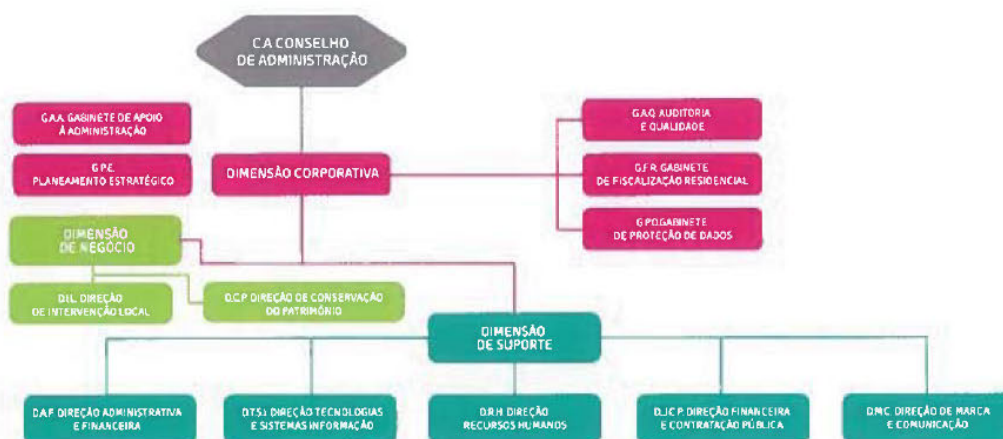 C.A CONSELHO
DE ADMINISTRAÇÃO
G.A.A. GABINETE DE APOIO
À ADMINISTRAÇÃO
G.P.E.
PLANEAMENTO ESTRATÉGICO
DIMENSÃO CORPORATIVA
G.A.Q. AUDITORIA
E QUALIDADE
G.F.R. GABINETE
DE FISCALIZAÇÃO RESIDENCIAL
G.P.D.GABINETE
DE PROTEÇÃO DE DADOS
DIMENSÃO
DE NEGÓCIO
D.I.L. DIREÇÃO
DE INTERVENÇÃO LOCAL
D.C.P DIREÇÃO DE CONSERVAÇÃO
DO PATRIMÓNIO
DIMENSÃO
DE SUPORTE
D.A.F. DIREÇÃO ADMINISTRATIVA
E FINANCEIRA
D.T.S.I. DIREÇÃO TECNOLOGIAS
E SISTEMAS INFORMAÇÃO
D.R.H. DIREÇÃO
RECURSOS HUMANOS
D.J.C.P. DIREÇÃO FINANCEIRA
E CONTRATAÇÃO PÚBLICA
D.M.C. DIREÇÃO DE MARCA
E COMUNICAÇÃO